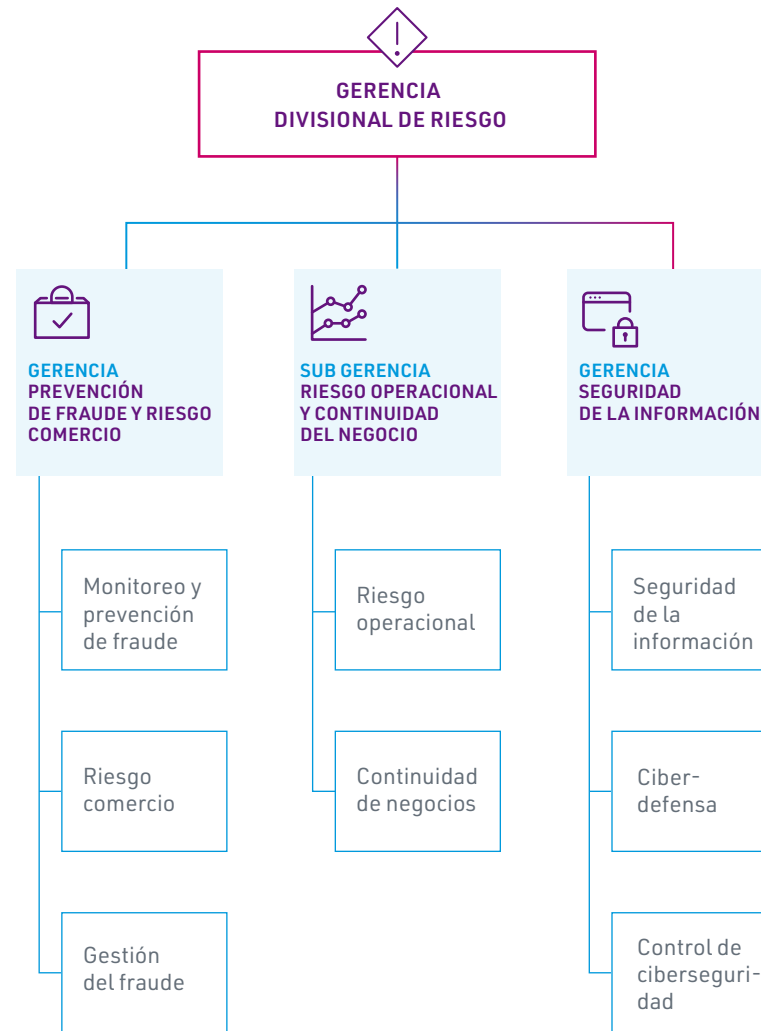 GERENCIA
DIVISIONAL DE RIESGO
GERENCIA
PREVENCIÓN
DE FRAUDE Y RIESGO
COMERCIO
SUB GERENCIA
RIESGO OPERACIONAL
Y CONTINUIDAD
DEL NEGOCIO
GERENCIA
SEGURIDAD
DE LA INFORMACIÓN
Monitoreo y
prevención
de fraude
Riesgo
comercio
Gestión
del fraude
Riesgo
operacional
Continuidad
de negocios
Seguridad
de la
información
Ciber-
defensa
Control de
ciberseguri-
dad